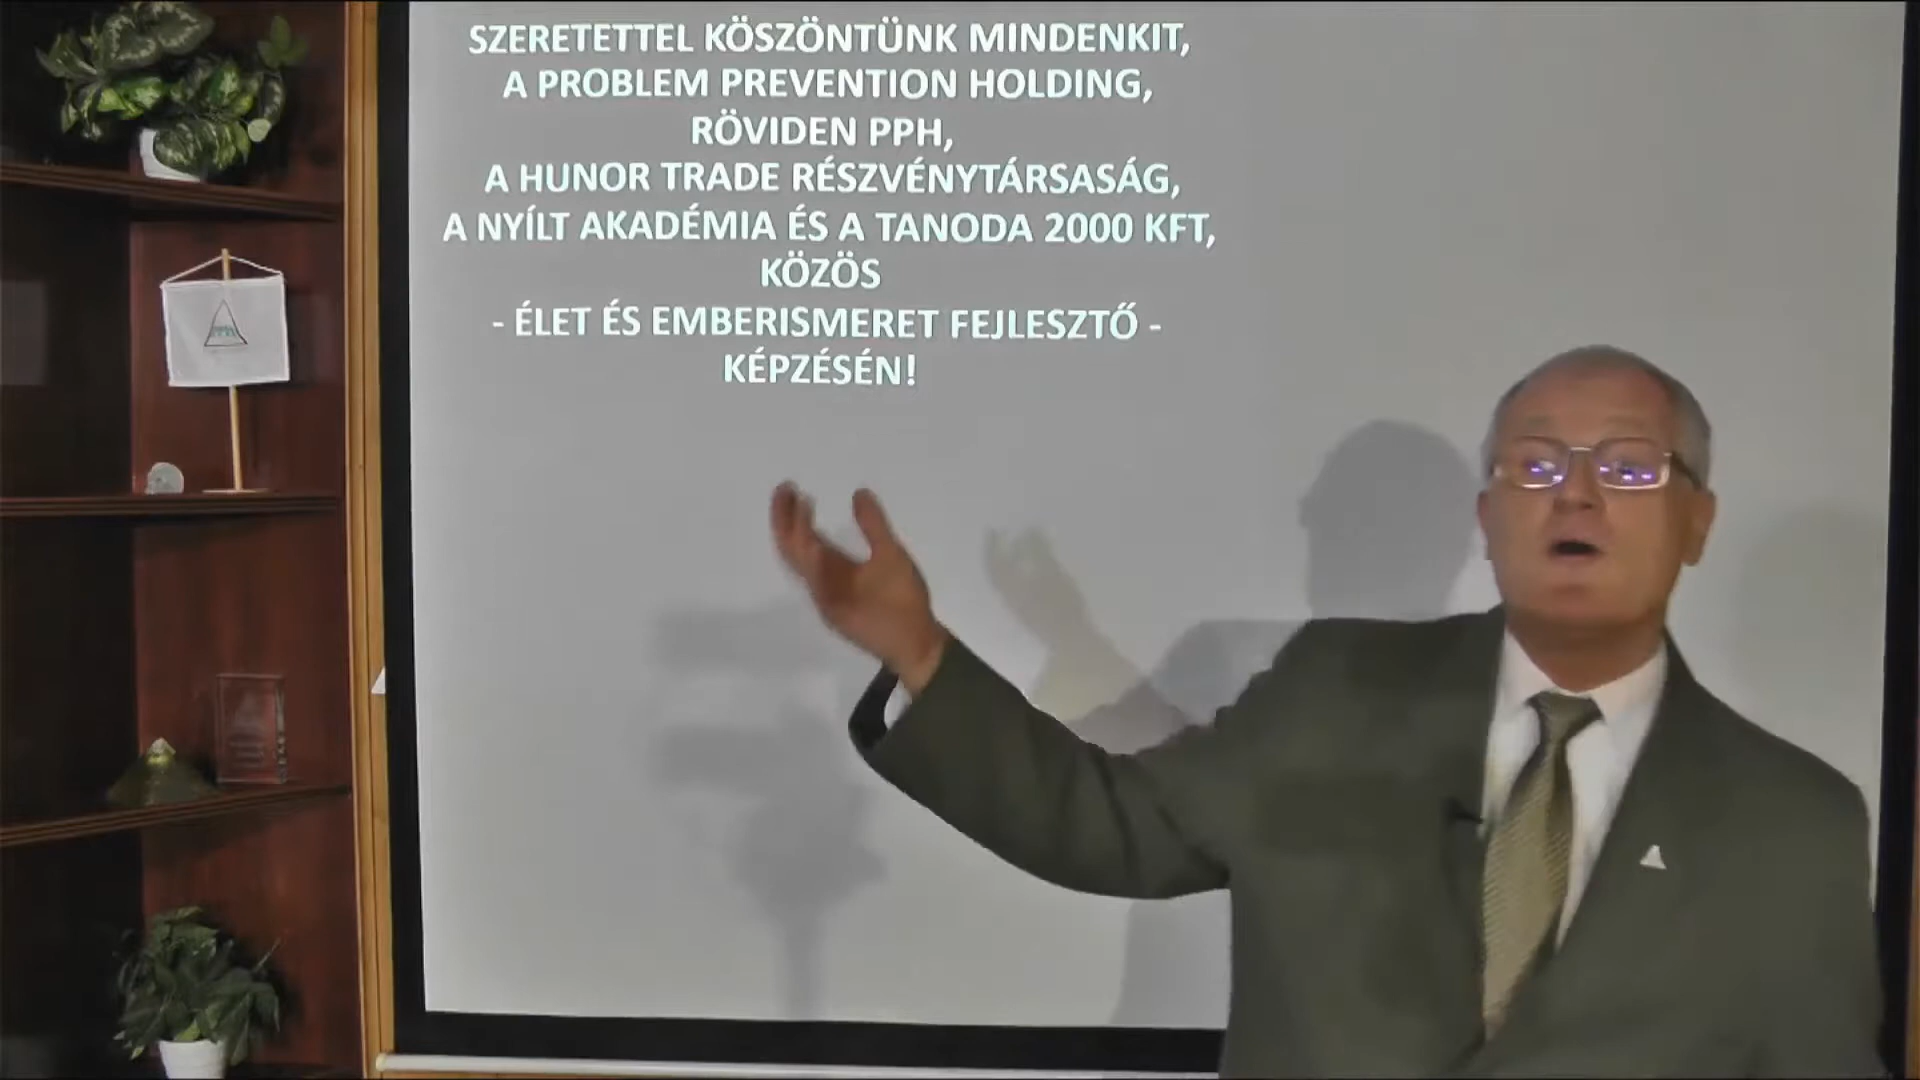 SZERETETTEL KÖSZÖNTÜNK MINDENKIT,
A PROBLEM PREVENTION HOLDING,
RÖVIDEN PPH,
A HUNOR TRADE RÉSZVÉNYTÁRSASÁG,
A NYÍLT AKADÉMIA ÉS A TANODA 2000 KFT,
KÖZÖS
- ÉLET ÉS EMBERISMERET FEJLESZTŐ -
KÉPZÉSÉN!